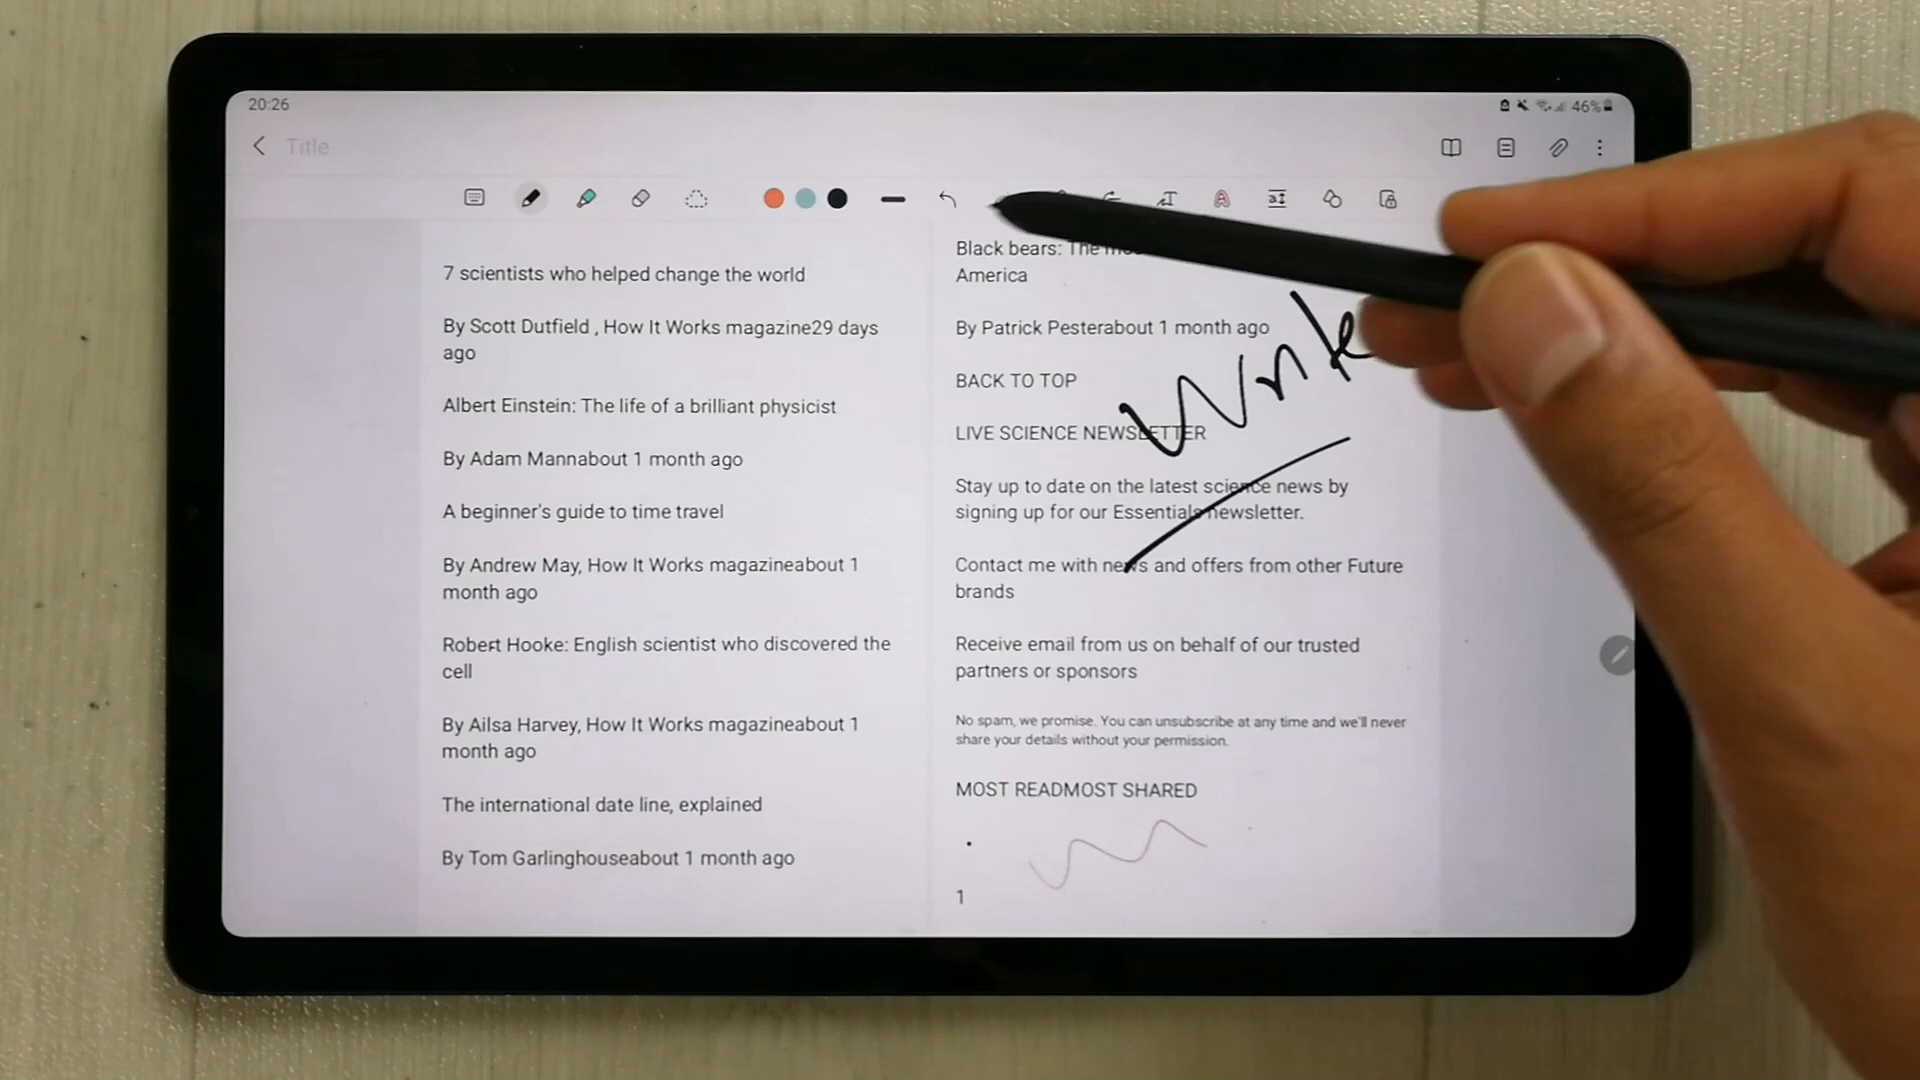 20:26
46%
Title
7 scientists who helped change the world
By Scott Dutfield , How It Works magazine29 days
ago
Albert Einstein: The life of a brilliant physicist
By Adam Mannabout 1 month ago
A beginner's guide to time travel
By Andrew May, How It Works magazineabout 1
month ago
Robert Hooke: English scientist who discovered the
cell
By Ailsa Harvey, How It Works magazineabout 1
month ago
The international date line, explained
By Tom Garlinghouseabout 1 month ago
Black bears: The
America
By Patrick Pesterabout 1 month ago
Write
BACK TO TOP
LIVE SCIENCE NEWSLETTER
Stay up to date on the latest science news by
signing up for our Essentials newsletter.
Contact me with news and offers from other Future
brands
Receive email from us on behalf of our trusted
partners or sponsors
No spam, we promise. You can unsubscribe at any time and we'll never
share your details without your permission.
MOST READMOST SHARED
1